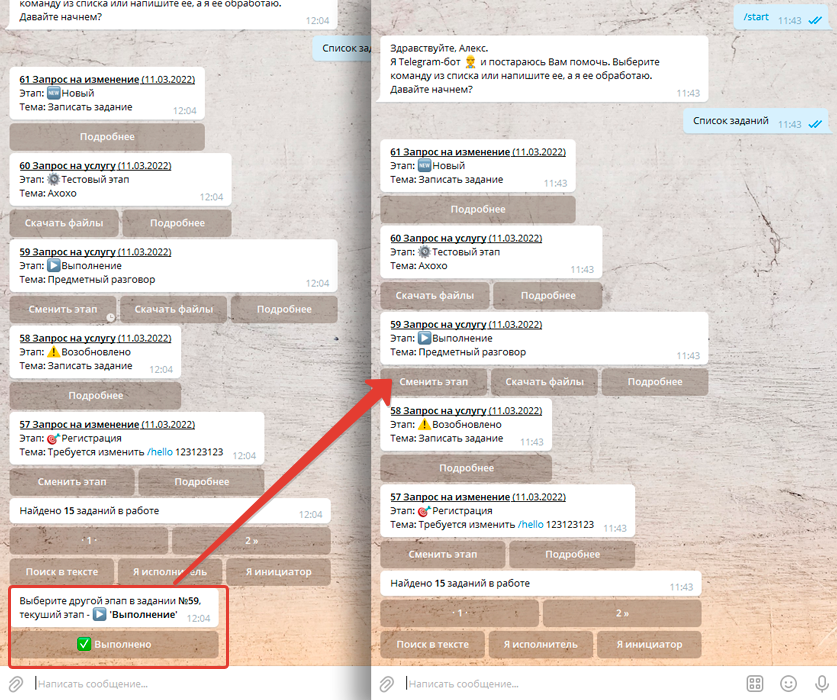 команду из списка или напишите ее, а я ее обработаю.
Давайте начнем?
12:04
Список зад
61 Запрос на изменение (11.03.2022)
Этап: 🆕Новый
Тема: Записать задание
12:04
Подробнее
60 Запрос на услугу (11.03.2022)
Этап: ⚙Тестовый этап
Тема: Ахохо
12:04
Скачать файлы
Подробнее
59 Запрос на услугу (11.03.2022)
Этап: ▶Выполнение
Тема: Предметный разговор
12:04
Сменить этап
Скачать файлы
Подробнее
58 Запрос на услугу (11.03.2022)
Этап: ⚠Возобновлено
Тема: Записать задание
12:04
Подробнее
57 Запрос на изменение (11.03.2022)
Этап: 🎯Регистрация
Тема: Требуется изменить /hello 123123123
12:04
Сменить этап
Подробнее
Найдено 15 заданий в работе
12:04
· 1 ·
2 »
Поиск в тексте
Я исполнитель
Я инициатор
Выберите другой этап в задании №59,
текущий этап - ▶ 'Выполнение'
12:04
✅ Выполнено
Написать сообщение...
/start
11:43
Здравствуйте, Алекс.
Я Telegram-бот 👷 и постараюсь Вам помочь. Выберите
команду из списка или напишите ее, а я ее обработаю.
Давайте начнем?
11:43
Список заданий
11:43
61 Запрос на изменение (11.03.2022)
Этап: 🆕Новый
Тема: Записать задание
11:43
Подробнее
60 Запрос на услугу (11.03.2022)
Этап: ⚙Тестовый этап
Тема: Ахохо
11:43
Скачать файлы
Подробнее
59 Запрос на услугу (11.03.2022)
Этап: ▶Выполнение
Тема: Предметный разговор
11:43
Сменить этап
Скачать файлы
Подробнее
58 Запрос на услугу (11.03.2022)
Этап: ⚠Возобновлено
Тема: Записать задание
11:43
Подробнее
57 Запрос на изменение (11.03.2022)
Этап: 🎯Регистрация
Тема: Требуется изменить /hello 123123123
11:43
Сменить этап
Подробнее
Найдено 15 заданий в работе
11:43
· 1 ·
2 »
Поиск в тексте
Я исполнитель
Я инициатор
Написать сообщение...